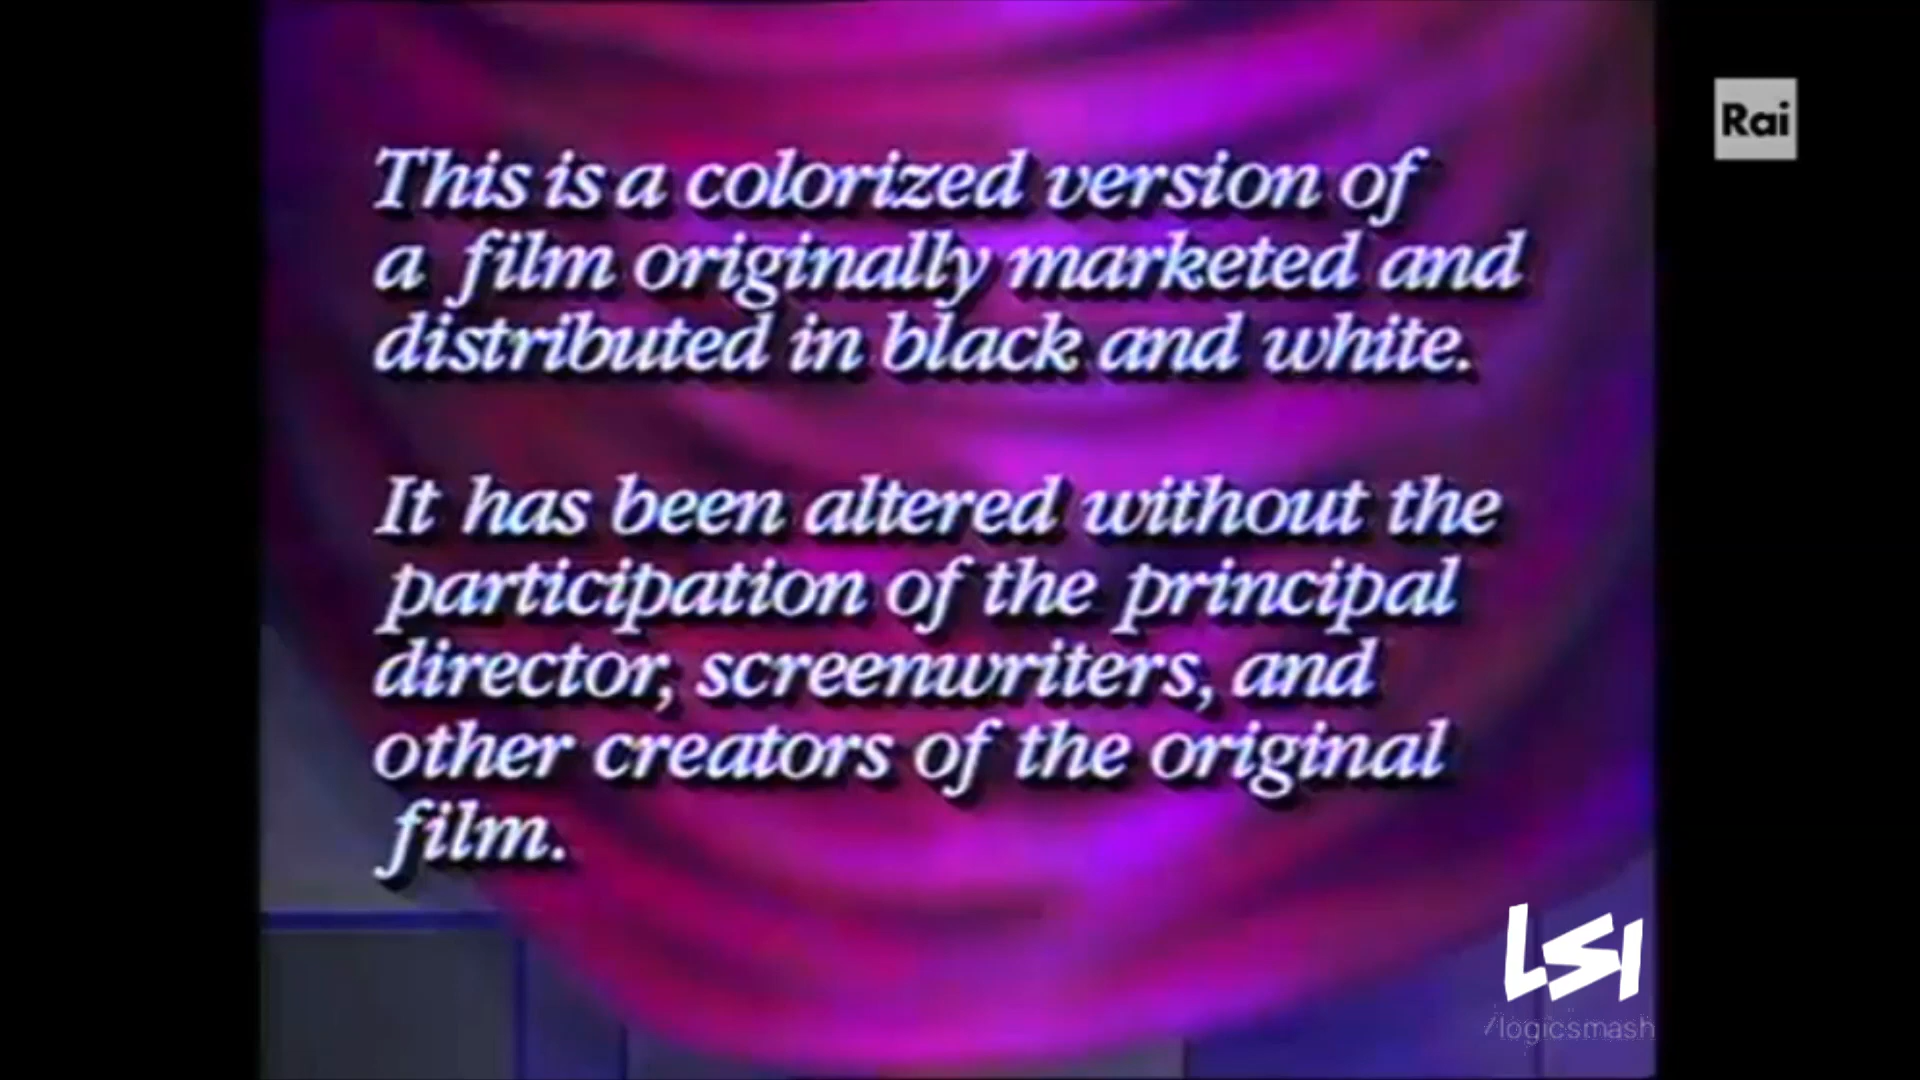 Rai
This is a colorized version of
a film originally marketed and
distributed in black and white.
It has been altered without the
participation of the principal
director, screenwriters, and
other creators of the original
film.
LSI
/logicsmash